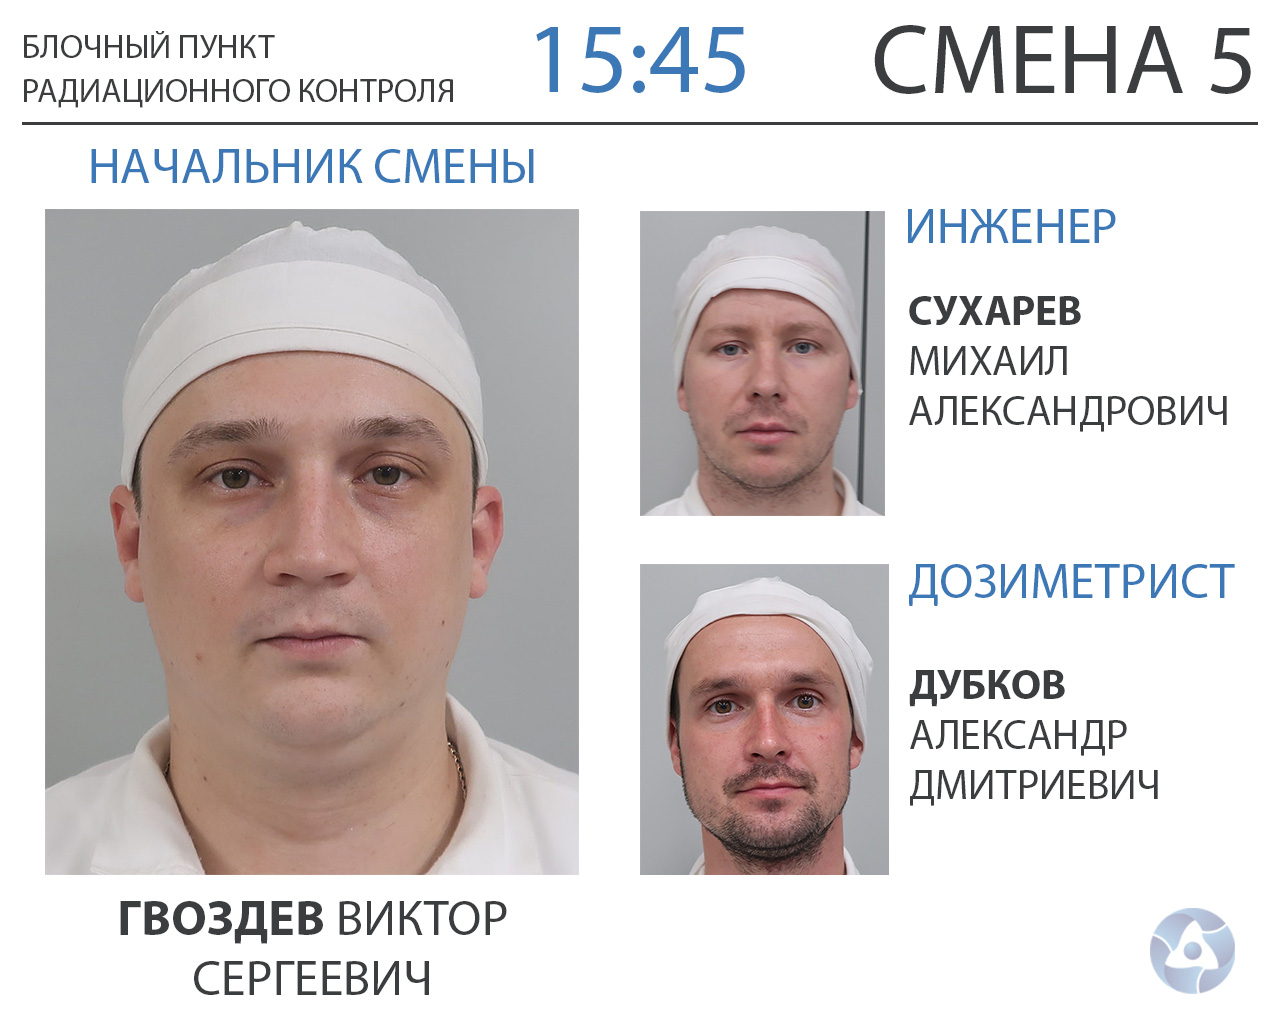 БЛОЧНЫЙ ПУНКТ
РАДИАЦИОННОГО КОНТРОЛЯ
15:45
СМЕНА 5
НАЧАЛЬНИК СМЕНЫ
ГВОЗДЕВ ВИКТОР
СЕРГЕЕВИЧ
ИНЖЕНЕР
СУХАРЕВ
МИХАИЛ
АЛЕКСАНДРОВИЧ
ДОЗИМЕТРИСТ
ДУБКОВ
АЛЕКСАНДР
ДМИТРИЕВИЧ